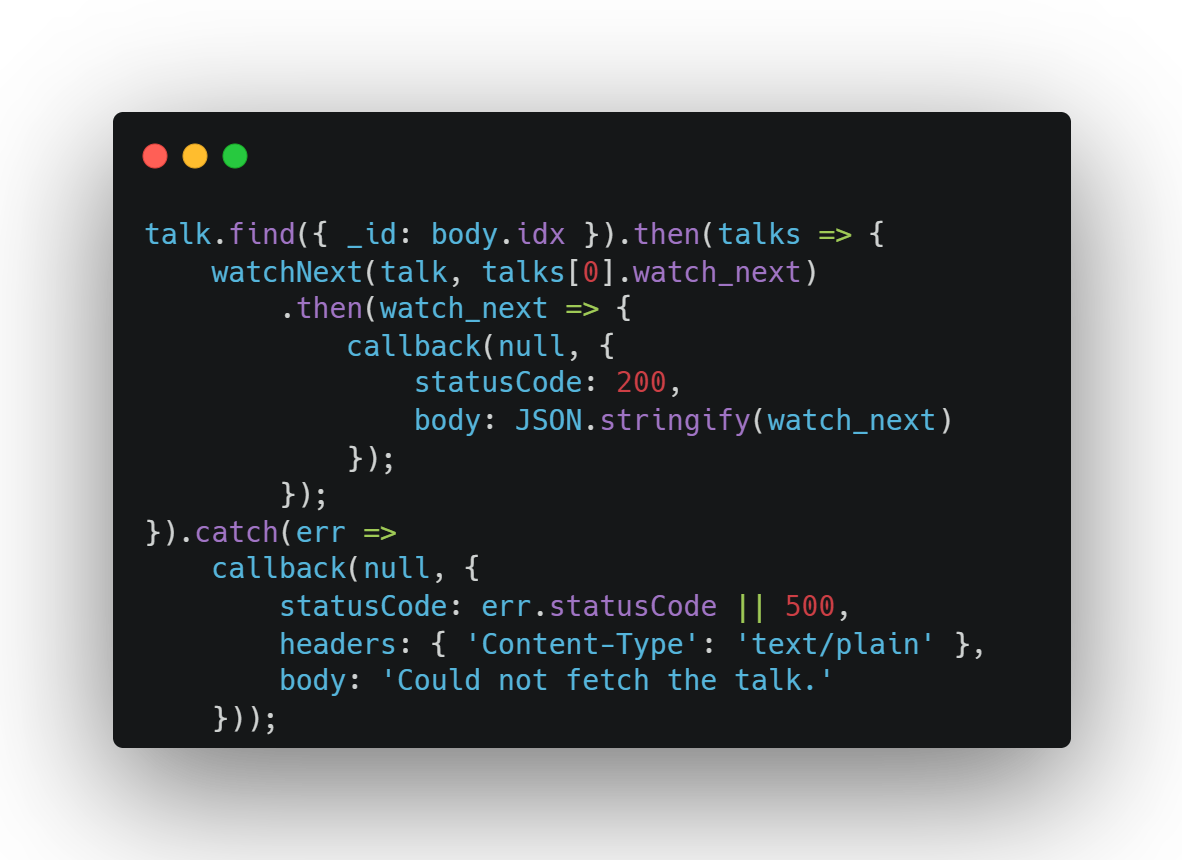 talk.find({ _id: body.idx }).then(talks => {
    watchNext(talk, talks[0].watch_next)
        .then(watch_next => {
            callback(null, {
                statusCode: 200,
                body: JSON.stringify(watch_next)
            });
        });
}).catch(err =>
    callback(null, {
        statusCode: err.statusCode || 500,
        headers: { 'Content-Type': 'text/plain' },
        body: 'Could not fetch the talk.'
    }));